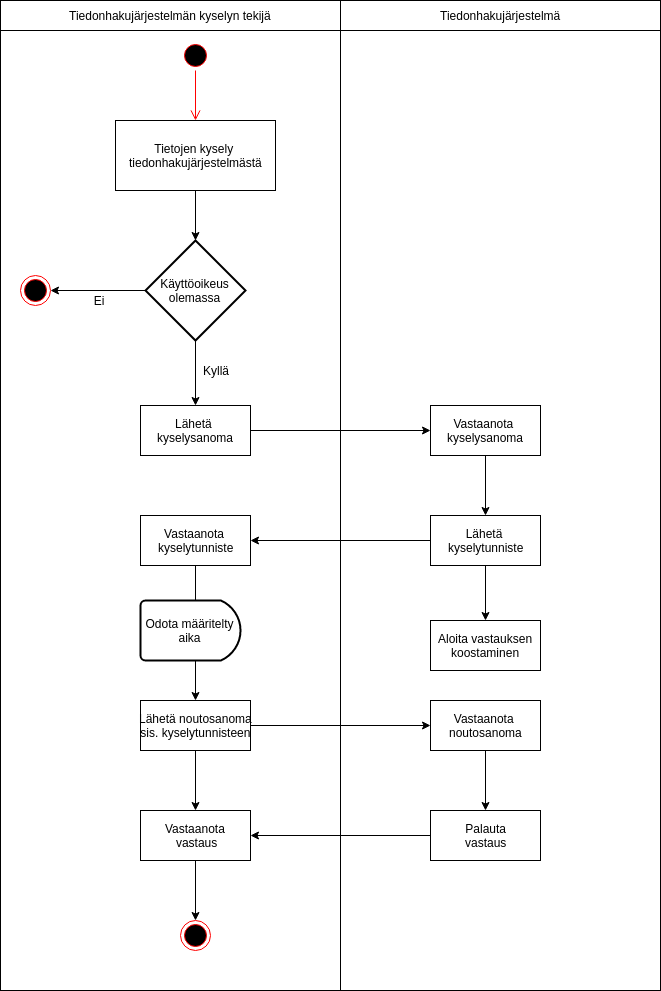 Tiedonhakujärjestelmän kyselyn tekijä
Tiedonhakujärjestelmä
Tietojen kysely
tiedonhakujärjestelmästä
Käyttöoikeus
olemassa
Ei
Kyllä
Lähetä
kyselysanoma
Vastaanota
kyselysanoma
Vastaanota
kyselytunniste
Lähetä
kyselytunniste
Odota määritelty
aika
Aloita vastauksen
koostaminen
Lähetä noutosanoma
sis. kyselytunnisteen
Vastaanota
noutosanoma
Vastaanota
vastaus
Palauta
vastaus